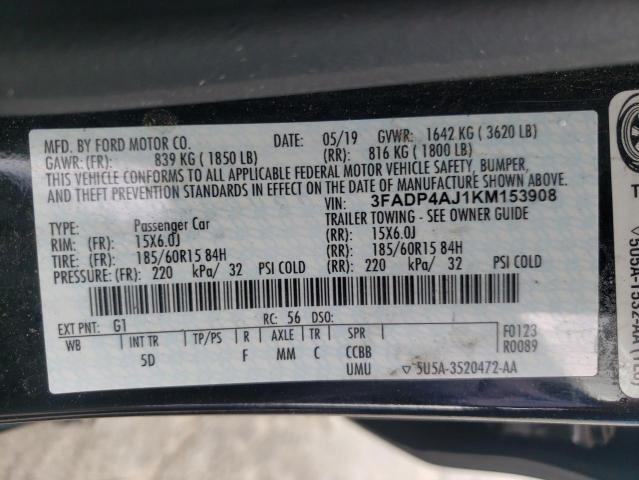 MFD. BY FORD MOTOR CO. DATE: 05/19 GVWR: 1642 KG ( 3620 LB)
GAWR: (FR): 839 KG ( 1850 LB) (RR): 816 KG ( 1800 LB)
THIS VEHICLE CONFORMS TO ALL APPLICABLE FEDERAL MOTOR VEHICLE SAFETY, BUMPER,
AND THEFT PREVENTION STANDARDS IN EFFECT ON THE DATE OF MANUFACTURE SHOWN ABOVE.
VIN: 3FADP4AJ1KM153908
TYPE: Passenger Car TRAILER TOWING - SEE OWNER GUIDE
RIM: (FR): 15X6.0J (RR): 15X6.0J
TIRE: (FR): 185/60R15 84H (RR): 185/60R15 84H
PRESSURE: (FR) 220 kPa/ 32 PSI COLD (RR) 220 kPa/ 32 PSI COLD
EXT PNT: G1 RC: 56 DSO:
WB INT TR TP/PS R AXLE TR SPR F0123
5D F MM C CCBB R0089
UMU ▽ 5U5A-3520472-AA